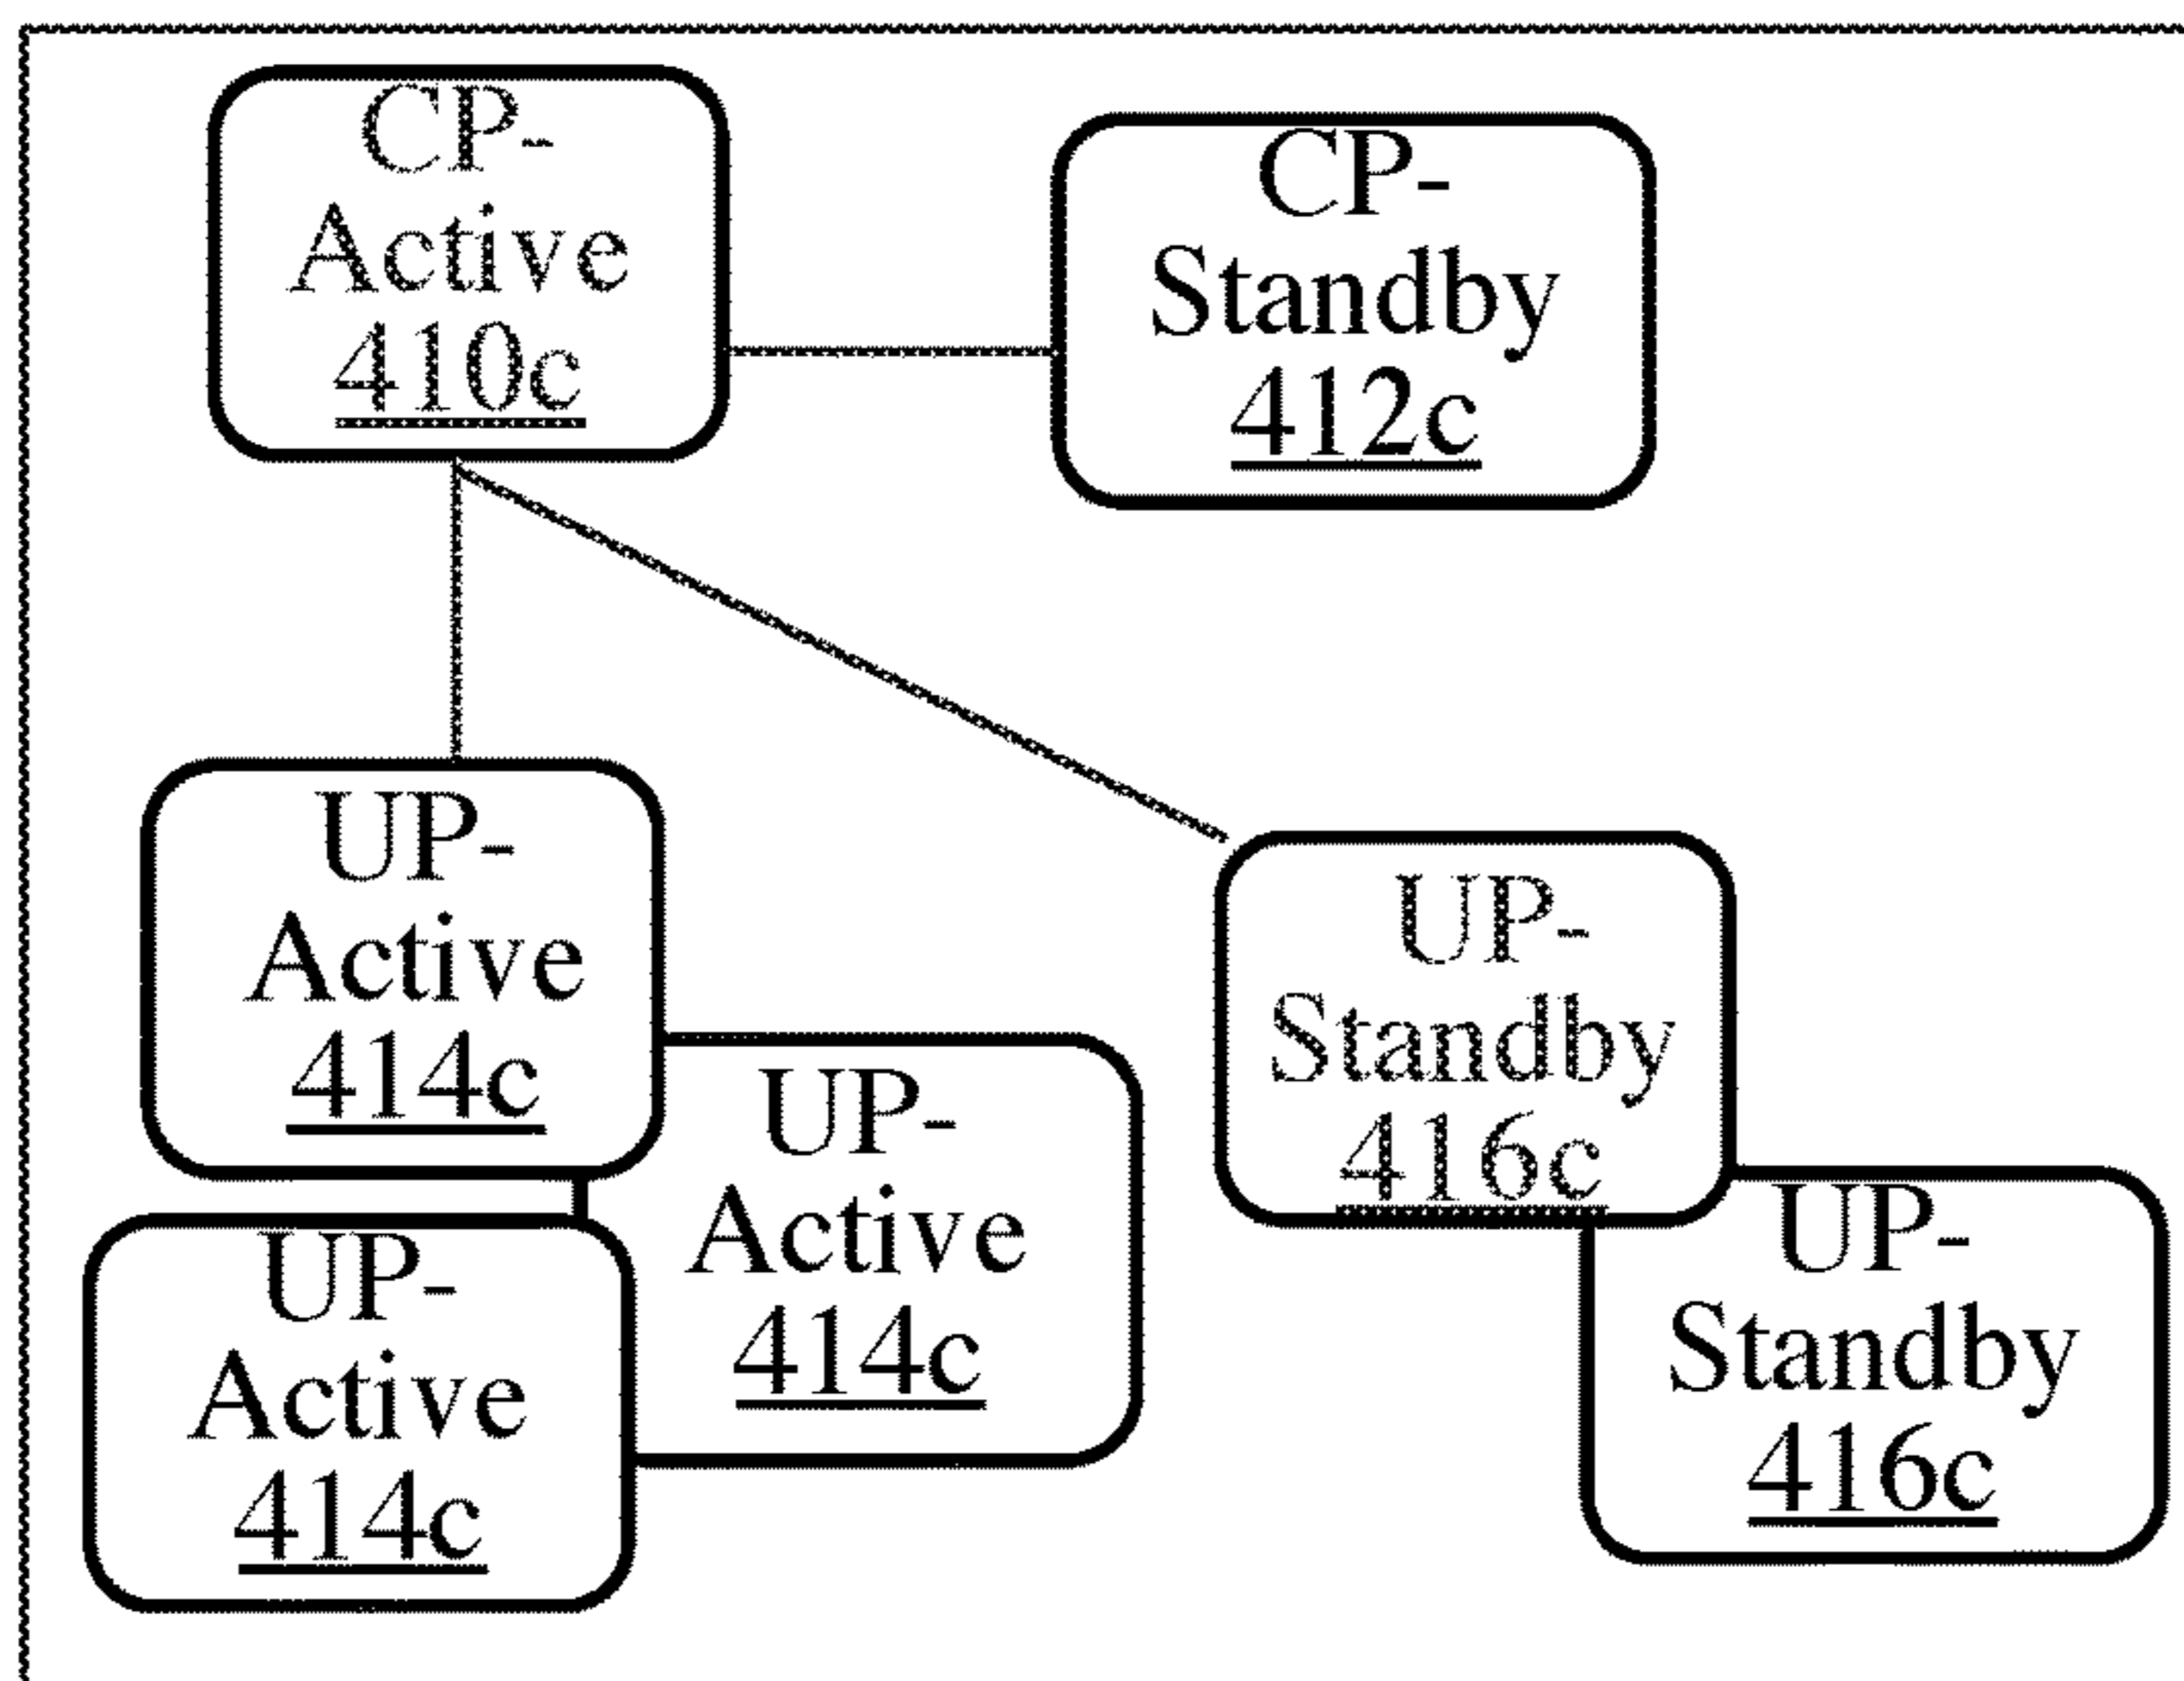 CP-
Active
410c
CP-
Standby
412c
UP-
Active
414c
UP-
Active
414c
UP-
Active
414c
UP-
Standby
416c
UP-
Standby
416c